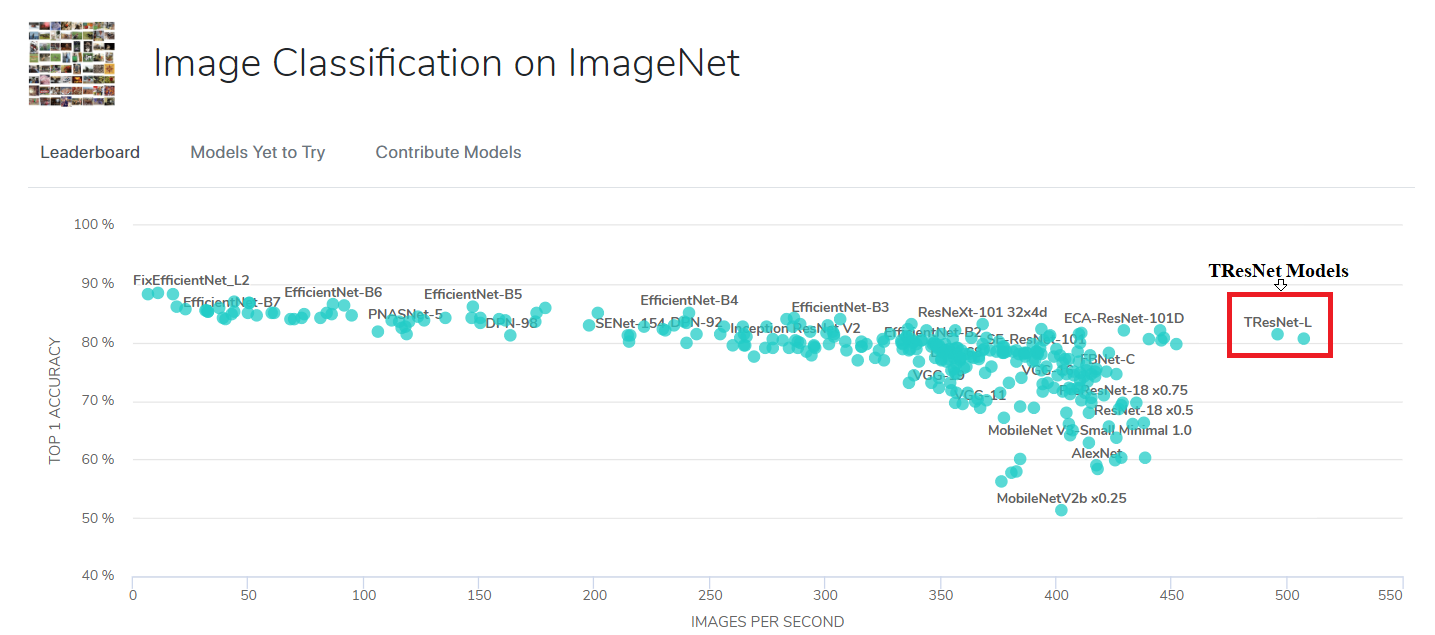 Image Classification on ImageNet
Leaderboard
Models Yet to Try
Contribute Models
100 %
90 %
80 %
70 %
60 %
50 %
40 %
TOP 1 ACCURACY
TResNet Models
FixEfficientNet_L2
EfficientNet-B7
EfficientNet-B6
EfficientNet-B5
EfficientNet-B4
EfficientNet-B3
ResNeXt-101 32x4d
ECA-ResNet-101D
TResNet-L
PNASNet-5
DPN-98
SENet-154
DPN-92
Inception ResNet V2
EfficientNet-B2
SE-ResNet-101
FBNet-C
VGG-19
VGG-11
ResNet-18 x0.5
MobileNet V3-Small Minimal 1.0
AlexNet
MobileNetV2b x0.25
0
50
100
150
200
250
300
350
400
450
500
550
IMAGES PER SECOND